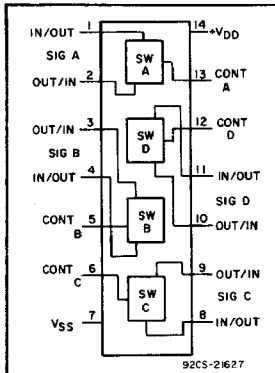 1
IN/OUT
SIG A
OUT/IN
2
OUT/IN
3
SIG B
IN/OUT
4
CONT
B
5
CONT
C
6
VSS
7
SW
A
SW
D
SW
B
SW
C
14
+VDD
13
CONT
A
12
CONT
D
11
IN/OUT
SIG D
10
OUT/IN
9
OUT/IN
SIG C
8
IN/OUT
92CS-21627